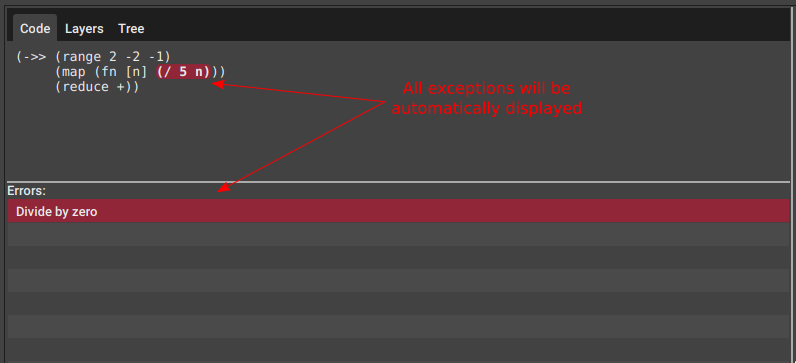 Code Layers Tree
(->> (range 2 -2 -1)
(map (fn [n] (/ 5 n)))
(reduce +))
All exceptions will be
automatically displayed
Errors:
Divide by zero